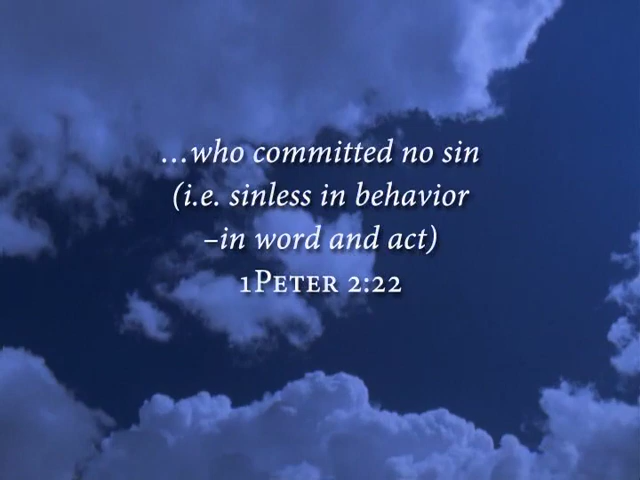 …who committed no sin
(i.e. sinless in behavior
–in word and act)
1Peter 2:22